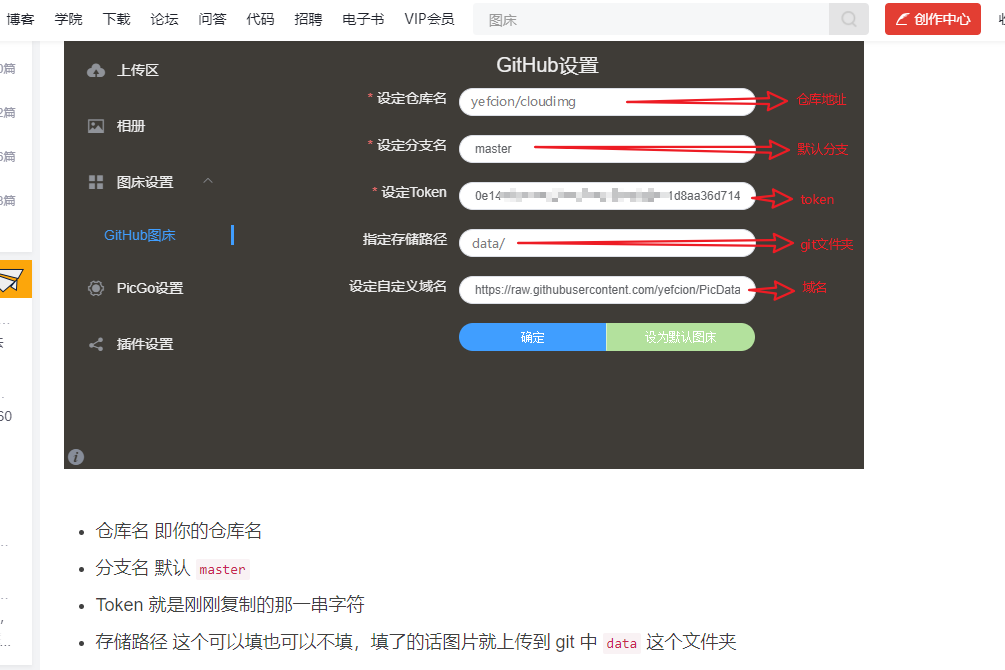 博客 学院 下载 论坛 问答 代码 招聘 电子书 VIP会员 图床 创作中心
上传区
相册
图床设置
GitHub图床
PicGo设置
插件设置
GitHub设置
* 设定仓库名 yefcion/cloudimg 仓库地址
* 设定分支名 master 默认分支
* 设定Token 0e14 1d8aa36d714 token
指定存储路径 data/ git文件夹
设定自定义域名 https://raw.githubusercontent.com/yefcion/PicData 域名
确定 设为默认图床
仓库名 即你的仓库名
分支名 默认 master
Token 就是刚刚复制的那一串字符
存储路径 这个可以填也可以不填，填了的话图片就上传到 git 中 data 这个文件夹